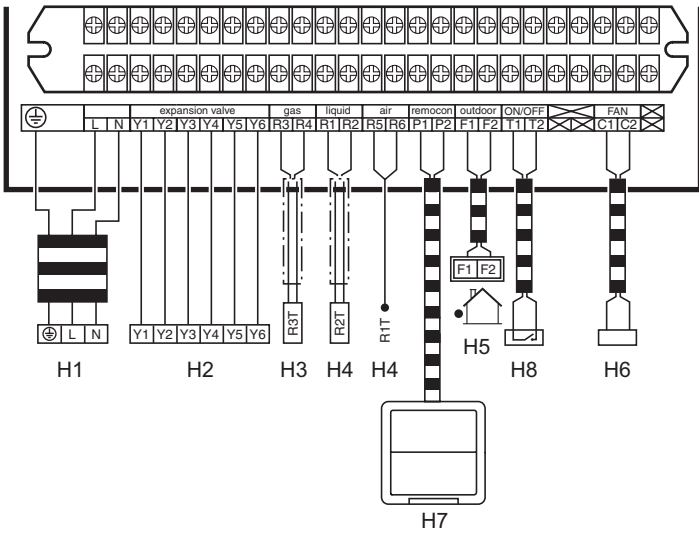 expansion valve gas liquid air remocon outdoor ON/OFF FAN
L N Y1 Y2 Y3 Y4 Y5 Y6 R3 R4 R1 R2 R5 R6 P1 P2 F1 F2 T1 T2 C1 C2
F1 F2
L N Y1 Y2 Y3 Y4 Y5 Y6 R3T R2T R1T
H5
H1 H2 H3 H4 H4 H8 H6
H7